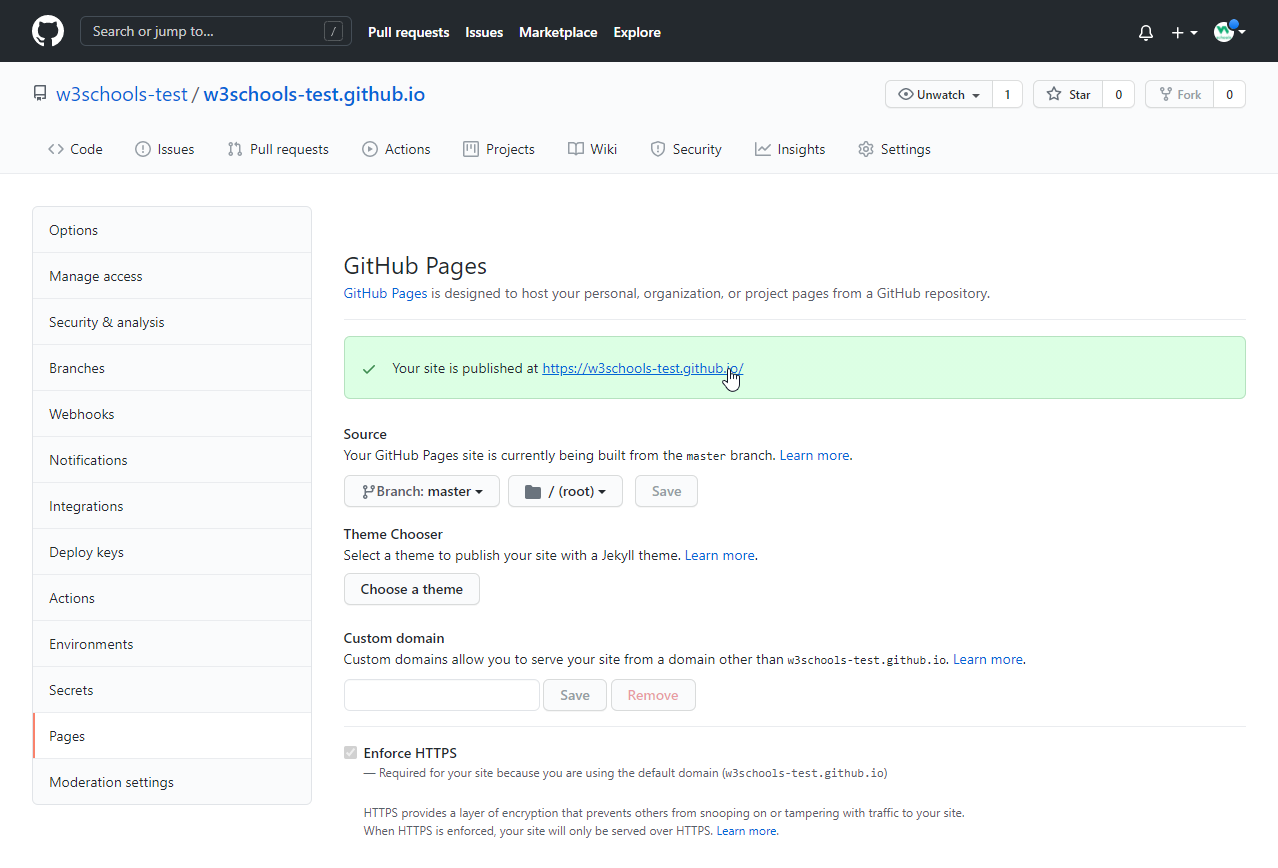 Search or jump to... /
Pull requests Issues Marketplace Explore
w3schools-test / w3schools-test.github.io
Unwatch 1 Star 0 Fork 0
Code Issues Pull requests Actions Projects Wiki Security Insights Settings
Options
Manage access
Security & analysis
Branches
Webhooks
Notifications
Integrations
Deploy keys
Actions
Environments
Secrets
Pages
Moderation settings
GitHub Pages
GitHub Pages is designed to host your personal, organization, or project pages from a GitHub repository.
Your site is published at https://w3schools-test.github.io/
Source
Your GitHub Pages site is currently being built from the master branch. Learn more.
Branch: master / (root) Save
Theme Chooser
Select a theme to publish your site with a Jekyll theme. Learn more.
Choose a theme
Custom domain
Custom domains allow you to serve your site from a domain other than w3schools-test.github.io. Learn more.
Save Remove
Enforce HTTPS
— Required for your site because you are using the default domain (w3schools-test.github.io)
HTTPS provides a layer of encryption that prevents others from snooping on or tampering with traffic to your site.
When HTTPS is enforced, your site will only be served over HTTPS. Learn more.